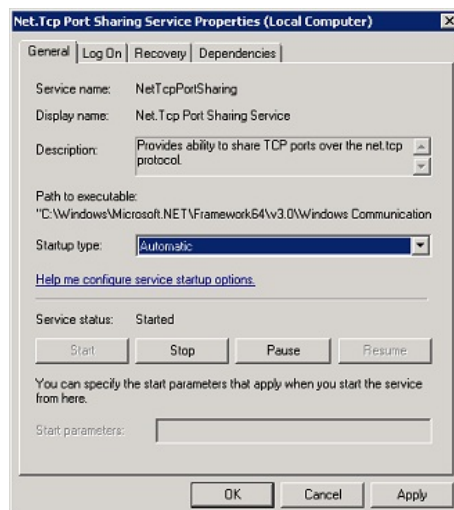 Net.Tcp Port Sharing Service Properties (Local Computer)
General Log On Recovery Dependencies
Service name: NetTcpPortSharing
Display name: Net.Tcp Port Sharing Service
Description: Provides ability to share TCP ports over the net.tcp
protocol.
Path to executable:
"C:\Windows\Microsoft.NET\Framework64\v3.0\Windows Communication
Startup type: Automatic
Help me configure service startup options.
Service status: Started
Start Stop Pause Resume
You can specify the start parameters that apply when you start the service
from here.
Start parameters:
OK Cancel Apply